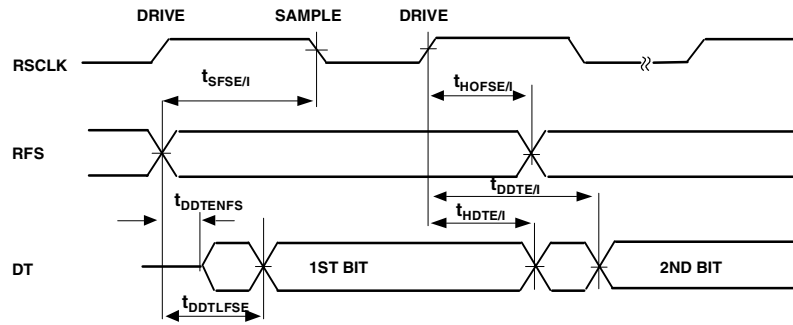 DRIVE SAMPLE DRIVE
RSCLK
tSFSE/I tHOFSE/I
RFS
tDDTE/I
tDDTENFS tHDTE/I
DT 1ST BIT 2ND BIT
tDDTLFSE